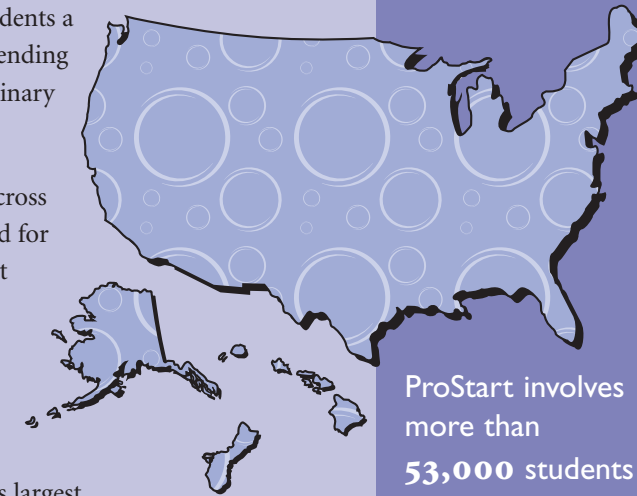 dents a
ending
inary
cross
d for
t
s largest
ProStart involves
more than
53,000 students